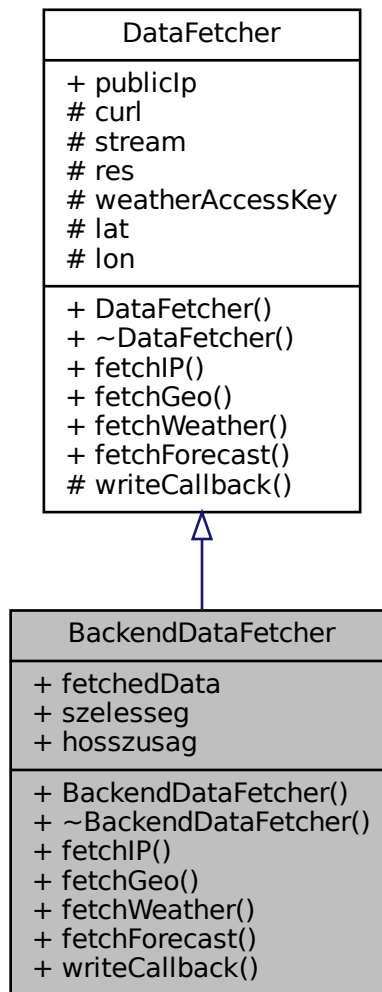 DataFetcher
+ publicIp
# curl
# stream
# res
# weatherAccessKey
# lat
# lon
+ DataFetcher()
+ ~DataFetcher()
+ fetchIP()
+ fetchGeo()
+ fetchWeather()
+ fetchForecast()
# writeCallback()
BackendDataFetcher
+ fetchedData
+ szelesseg
+ hosszusag
+ BackendDataFetcher()
+ ~BackendDataFetcher()
+ fetchIP()
+ fetchGeo()
+ fetchWeather()
+ fetchForecast()
+ writeCallback()